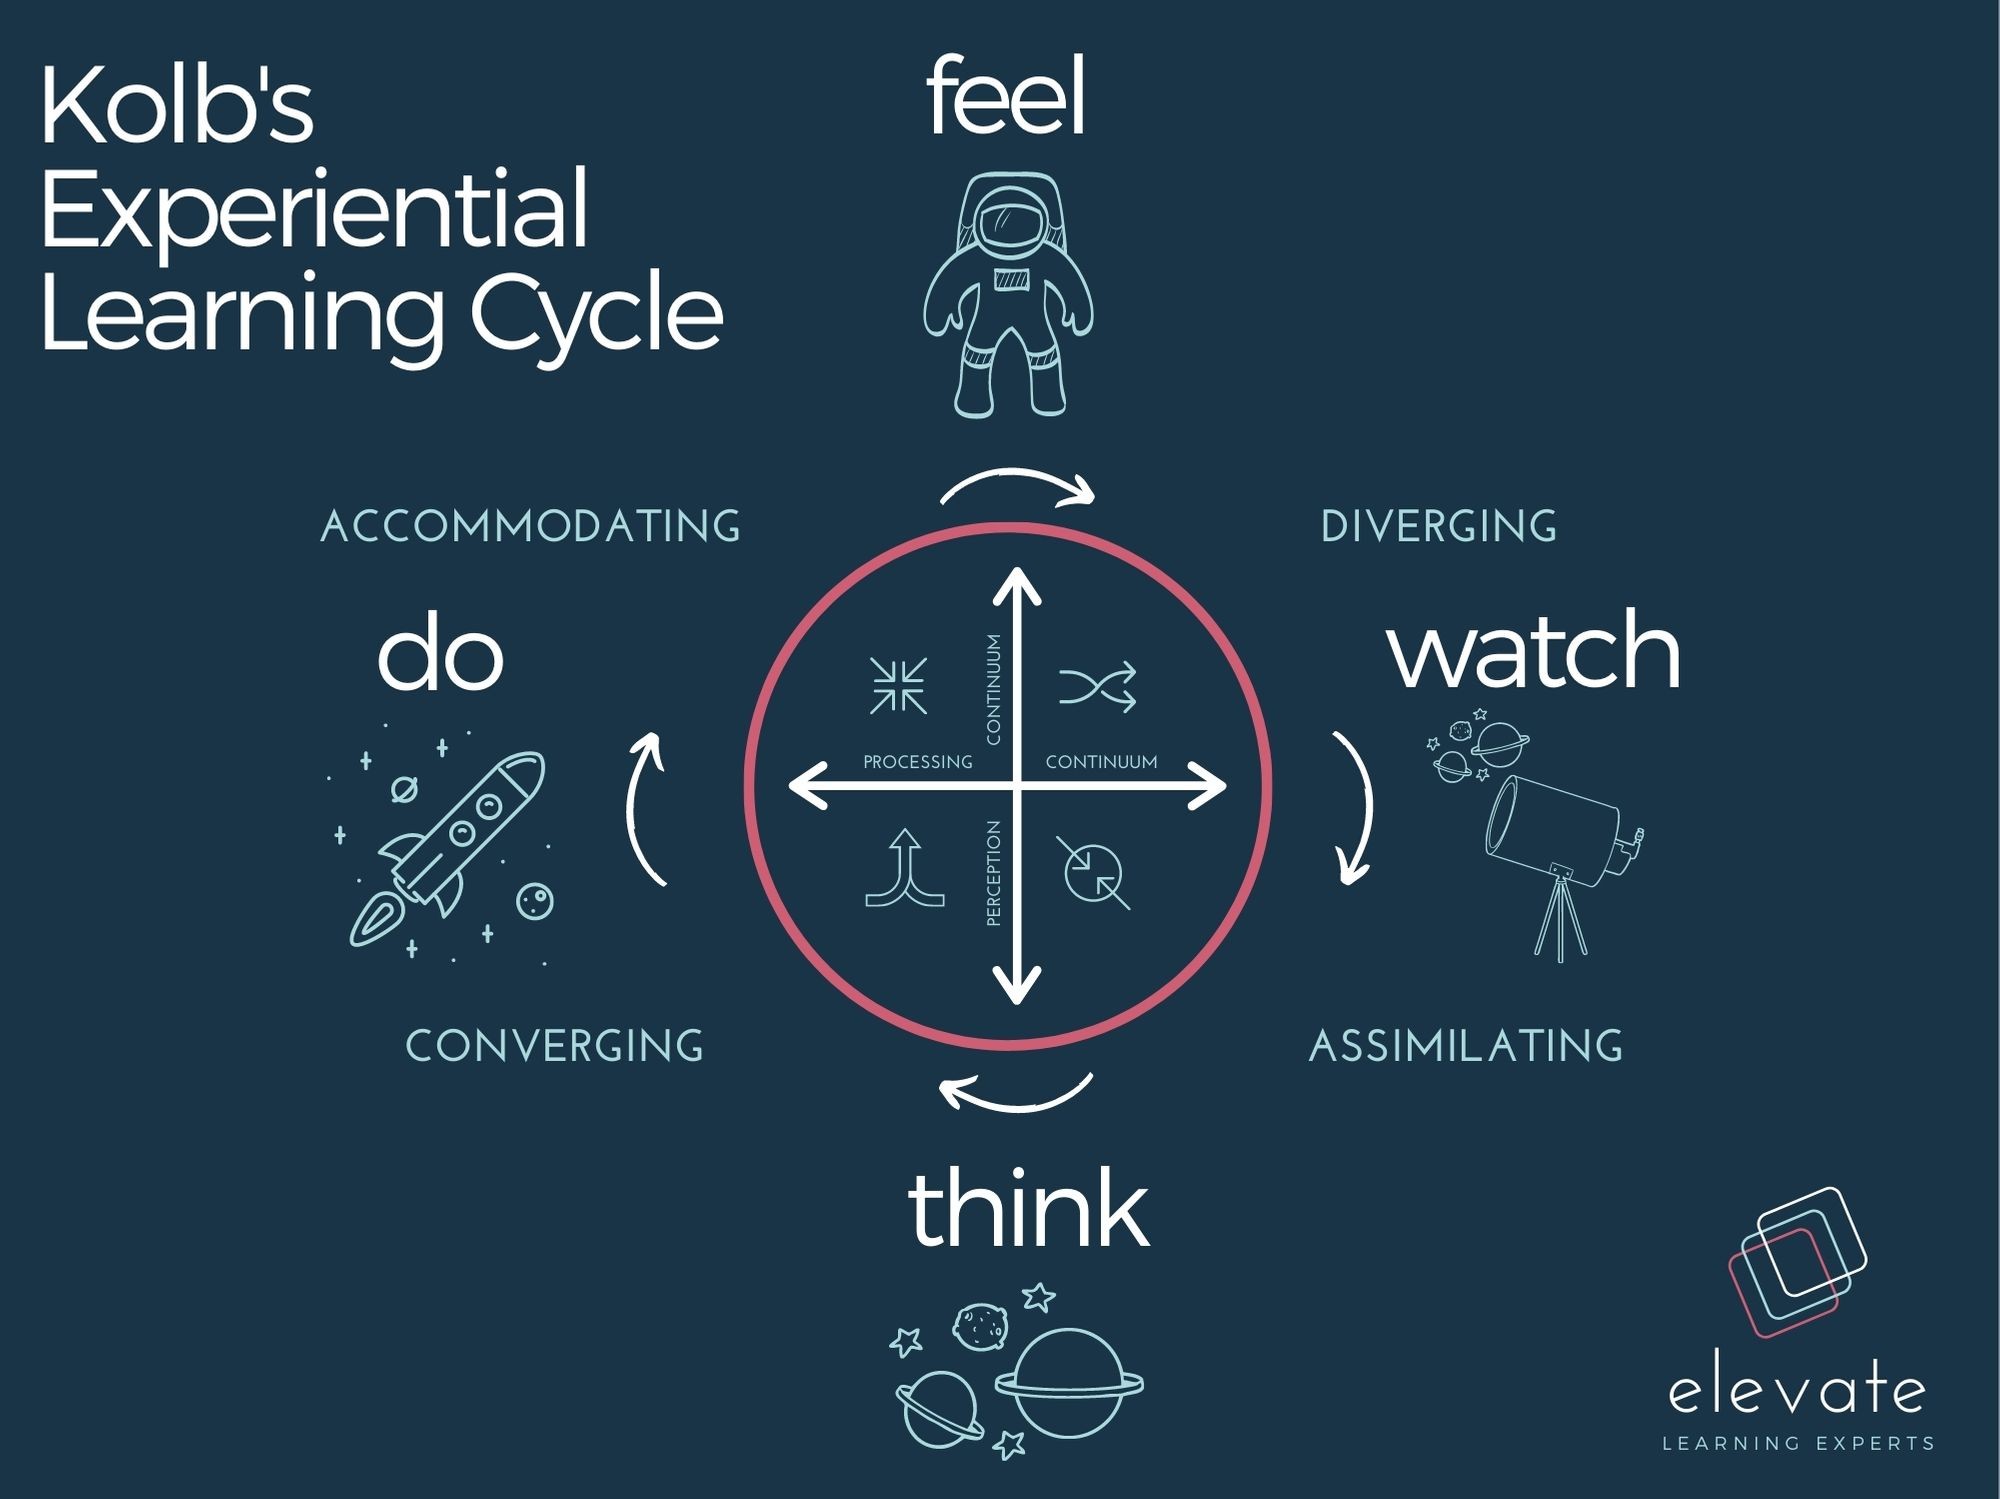 Kolb's
Experiential
Learning Cycle
feel
ACCOMMODATING
DIVERGING
do
watch
CONTINUUM
PROCESSING
CONTINUUM
PERCEPTION
CONVERGING
ASSIMILATING
think
elevate
LEARNING EXPERTS